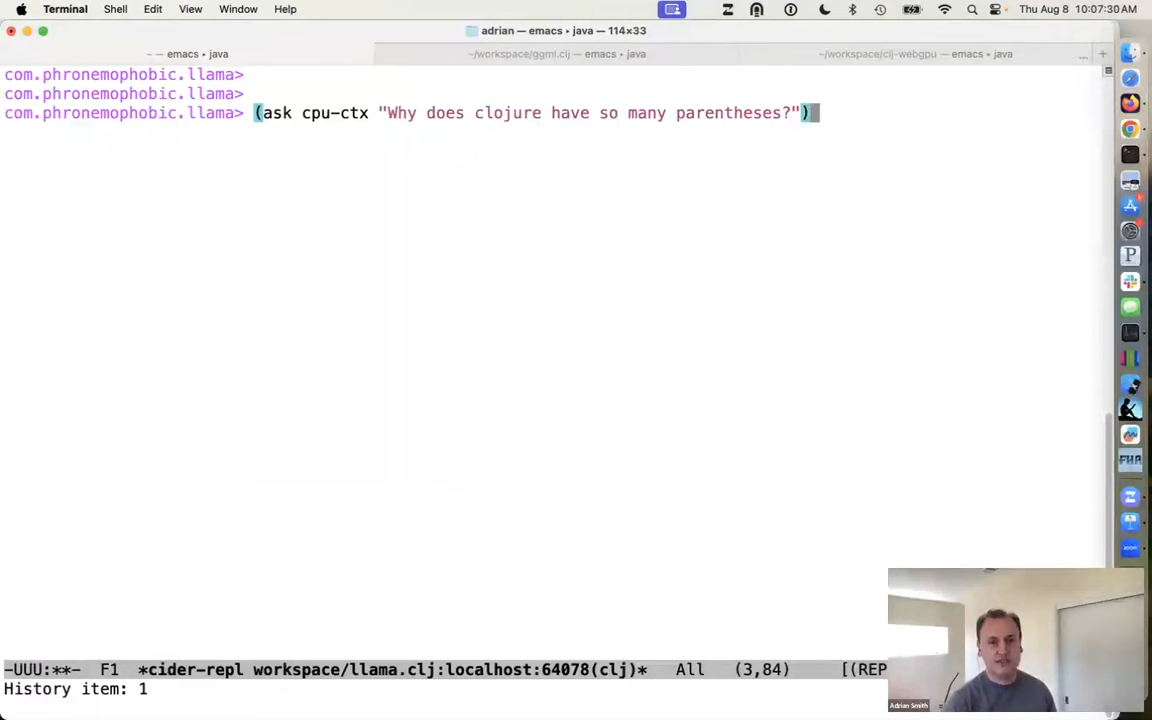 Terminal Shell Edit View Window Help Thu Aug 8 10:07:30 AM
adrian — emacs • java — 114×33
~ — emacs ‹ java ~/workspace/ggml.clj — emacs ‹ java ~/workspace/clj-webgpu — emacs ‹ java ... +
com.phronemophobic.llama>
com.phronemophobic.llama>
com.phronemophobic.llama> (ask cpu-ctx "Why does clojure have so many parentheses?")
P
FHA
zoom
-UUU:**- F1 *cider-repl workspace/llama.clj:localhost:64078(clj)* All (3,84) [(REP
History item: 1
Adrian Smith